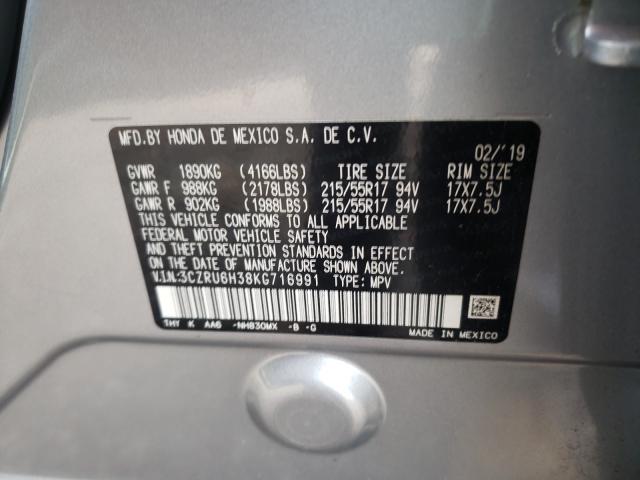 MFD.BY HONDA DE MEXICO S.A. DE C.V.
02/'19
GVWR 1890KG (4166LBS) TIRE SIZE RIM SIZE
GAWR F 988KG (2178LBS) 215/55R17 94V 17X7.5J
GAWR R 902KG (1988LBS) 215/55R17 94V 17X7.5J
THIS VEHICLE CONFORMS TO ALL APPLICABLE
FEDERAL MOTOR VEHICLE SAFETY
AND THEFT PREVENTION STANDARDS IN EFFECT
ON THE DATE OF MANUFACTURE SHOWN ABOVE.
V.I.N.:3CZRU6H38KG716991 TYPE: MPV
THY K AA6 -NH830MX -B -G
MADE IN MEXICO